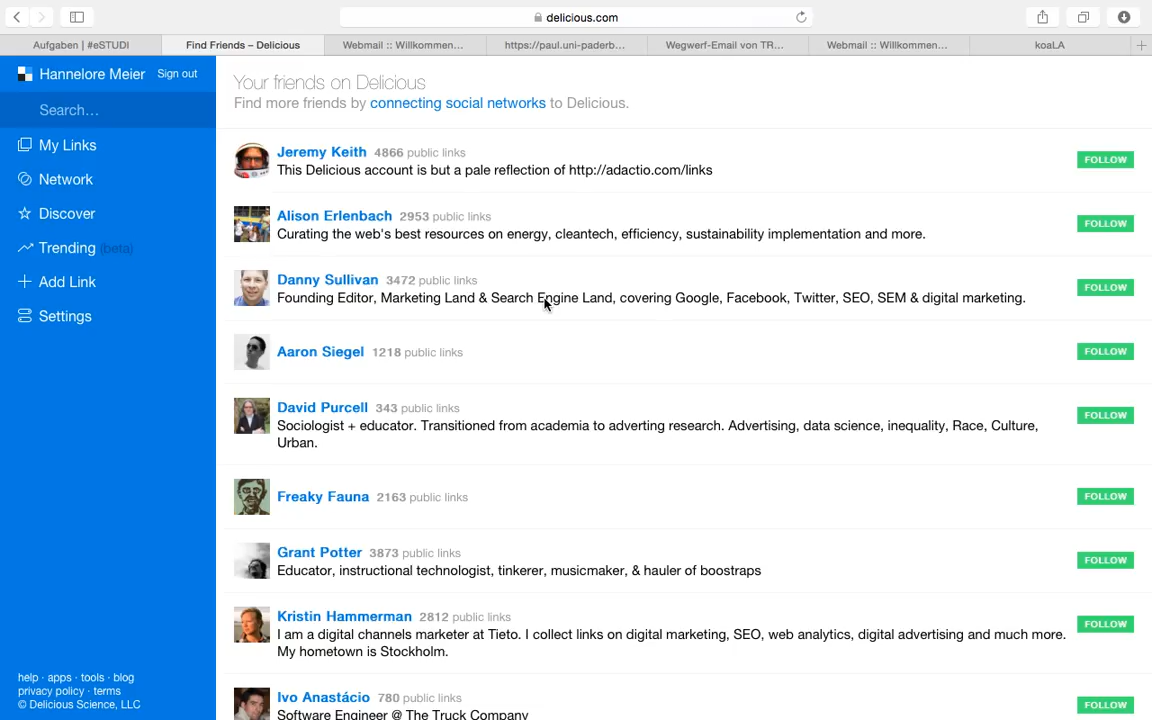 delicious.com
Aufgaben | #eSTUDI
Find Friends – Delicious
Webmail :: Willkommen...
https://paul.uni-paderb...
Wegwerf-Email von TR...
Webmail :: Willkommen...
koaLA
Hannelore Meier Sign out
Search...
My Links
Network
Discover
Trending (beta)
Add Link
Settings
help · apps · tools · blog
privacy policy · terms
© Delicious Science, LLC
Your friends on Delicious
Find more friends by connecting social networks to Delicious.
Jeremy Keith 4866 public links
This Delicious account is but a pale reflection of http://adactio.com/links
FOLLOW
Alison Erlenbach 2953 public links
Curating the web's best resources on energy, cleantech, efficiency, sustainability implementation and more.
FOLLOW
Danny Sullivan 3472 public links
Founding Editor, Marketing Land & Search Engine Land, covering Google, Facebook, Twitter, SEO, SEM & digital marketing.
FOLLOW
Aaron Siegel 1218 public links
FOLLOW
David Purcell 343 public links
Sociologist + educator. Transitioned from academia to adverting research. Advertising, data science, inequality, Race, Culture,
Urban.
FOLLOW
Freaky Fauna 2163 public links
FOLLOW
Grant Potter 3873 public links
Educator, instructional technologist, tinkerer, musicmaker, & hauler of boostraps
FOLLOW
Kristin Hammerman 2812 public links
I am a digital channels marketer at Tieto. I collect links on digital marketing, SEO, web analytics, digital advertising and much more.
My hometown is Stockholm.
FOLLOW
Ivo Anastácio 780 public links
Software Engineer @ The Truck Company
FOLLOW